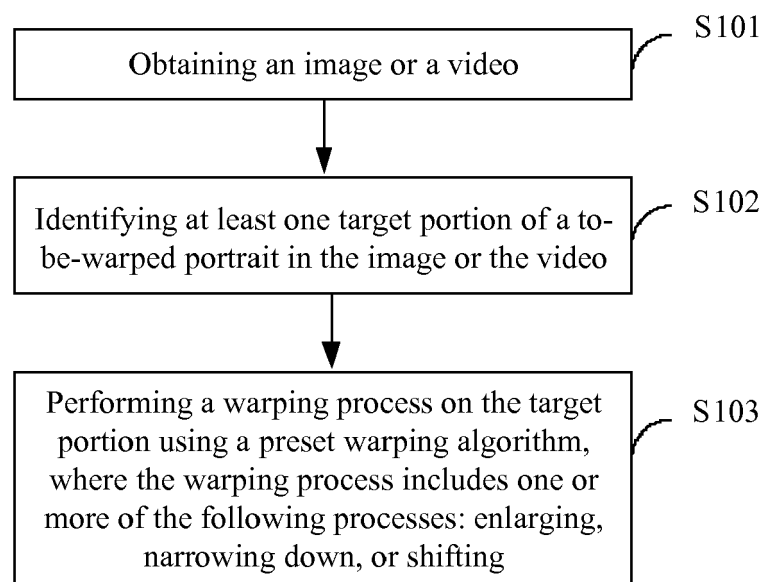 S101
Obtaining an image or a video
S102
Identifying at least one target portion of a to-
be-warped portrait in the image or the video
S103
Performing a warping process on the target
portion using a preset warping algorithm,
where the warping process includes one or
more of the following processes: enlarging,
narrowing down, or shifting